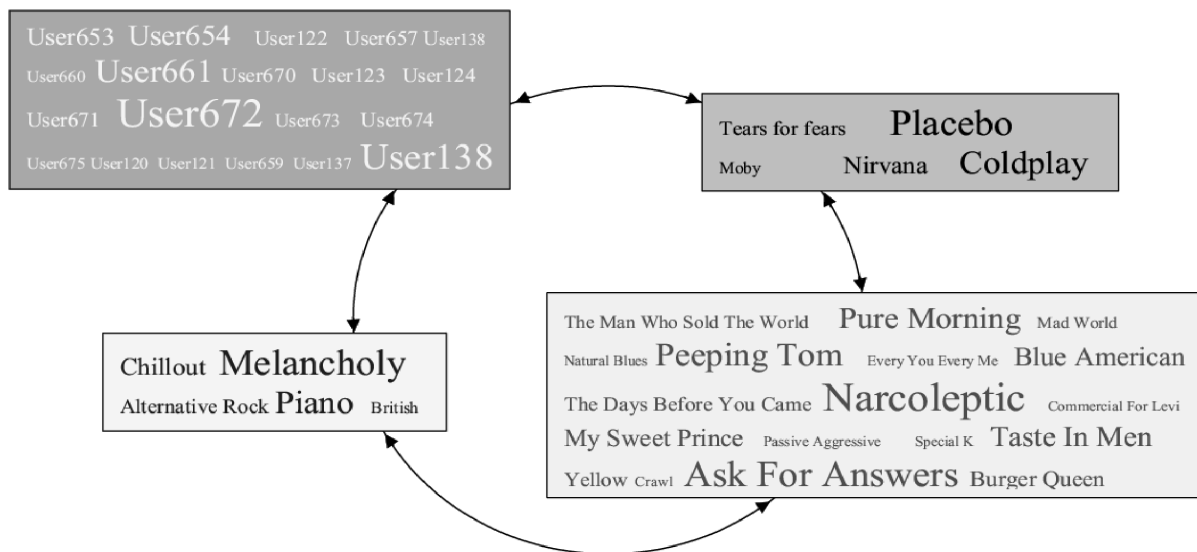 User653 User654 User122 User657 User138
User660 User661 User670 User123 User124
User671 User672 User673 User674
User675 User120 User121 User659 User137 User138
Tears for fears Placebo
Moby Nirvana Coldplay
Chillout Melancholy
Alternative Rock Piano British
The Man Who Sold The World Pure Morning Mad World
Natural Blues Peeping Tom Every You Every Me Blue American
The Days Before You Came Narcoleptic Commercial For Levi
My Sweet Prince Passive Aggressive Special K Taste In Men
Yellow Crawl Ask For Answers Burger Queen